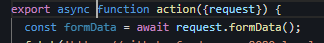 export async function action({request}) {
const formData = await request.formData();